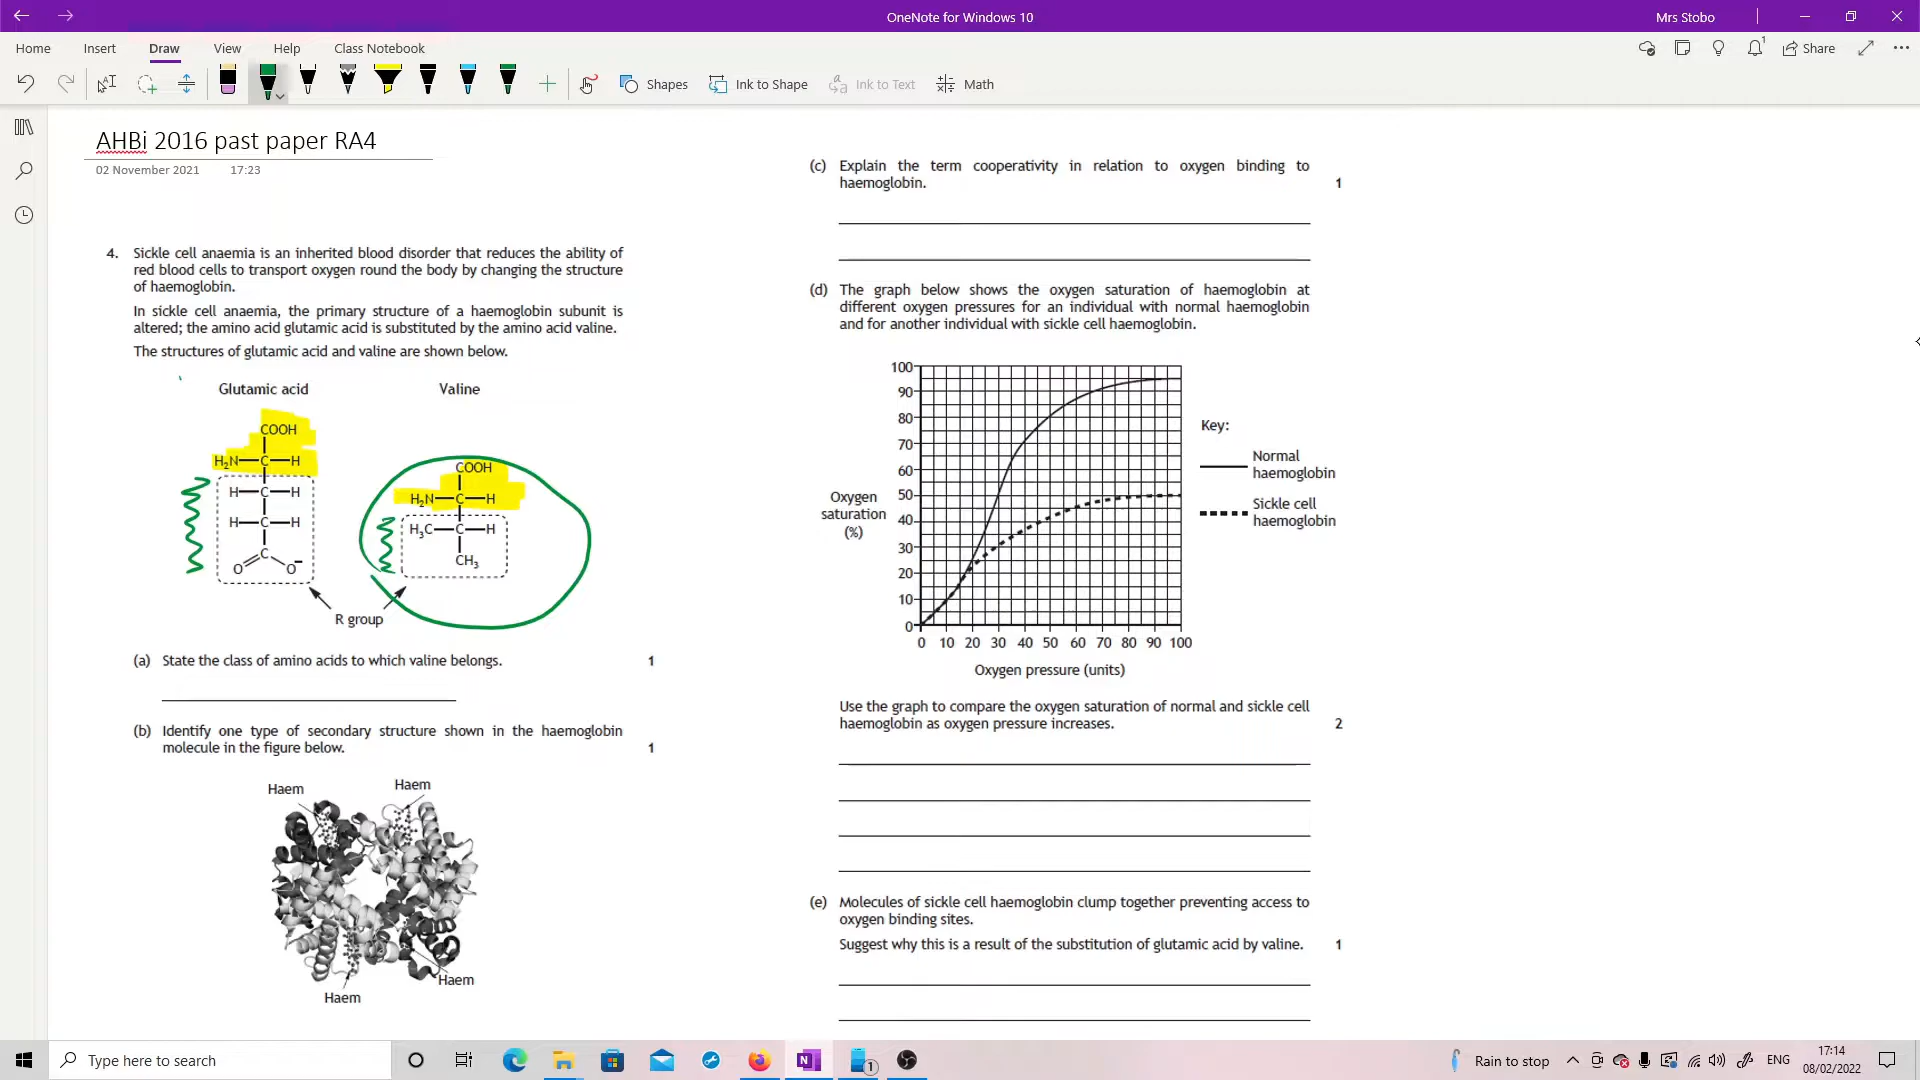 OneNote for Windows 10
Mrs Stobo
Home Insert Draw View Help Class Notebook
Share
Shapes Ink to Shape Ink to Text Math
AHBi 2016 past paper RA4
02 November 2021 17:23
4. Sickle cell anaemia is an inherited blood disorder that reduces the ability of
red blood cells to transport oxygen round the body by changing the structure
of haemoglobin.
In sickle cell anaemia, the primary structure of a haemoglobin subunit is
altered; the amino acid glutamic acid is substituted by the amino acid valine.
The structures of glutamic acid and valine are shown below.
Glutamic acid Valine
COOH
H2N C H
H C H
H C H
C
O O−
COOH
H2N C H
H3C C H
CH3
R group
(a) State the class of amino acids to which valine belongs. 1
(b) Identify one type of secondary structure shown in the haemoglobin
molecule in the figure below. 1
Haem Haem
Haem
Haem
(c) Explain the term cooperativity in relation to oxygen binding to
haemoglobin. 1
(d) The graph below shows the oxygen saturation of haemoglobin at
different oxygen pressures for an individual with normal haemoglobin
and for another individual with sickle cell haemoglobin.
100
90
80
70
60
50
40
30
20
10
0
Oxygen
saturation
(%)
0 10 20 30 40 50 60 70 80 90 100
Oxygen pressure (units)
Key:
Normal
haemoglobin
Sickle cell
haemoglobin
Use the graph to compare the oxygen saturation of normal and sickle cell
haemoglobin as oxygen pressure increases. 2
(e) Molecules of sickle cell haemoglobin clump together preventing access to
oxygen binding sites.
Suggest why this is a result of the substitution of glutamic acid by valine. 1
Type here to search
1
Rain to stop
ENG
17:14
08/02/2022